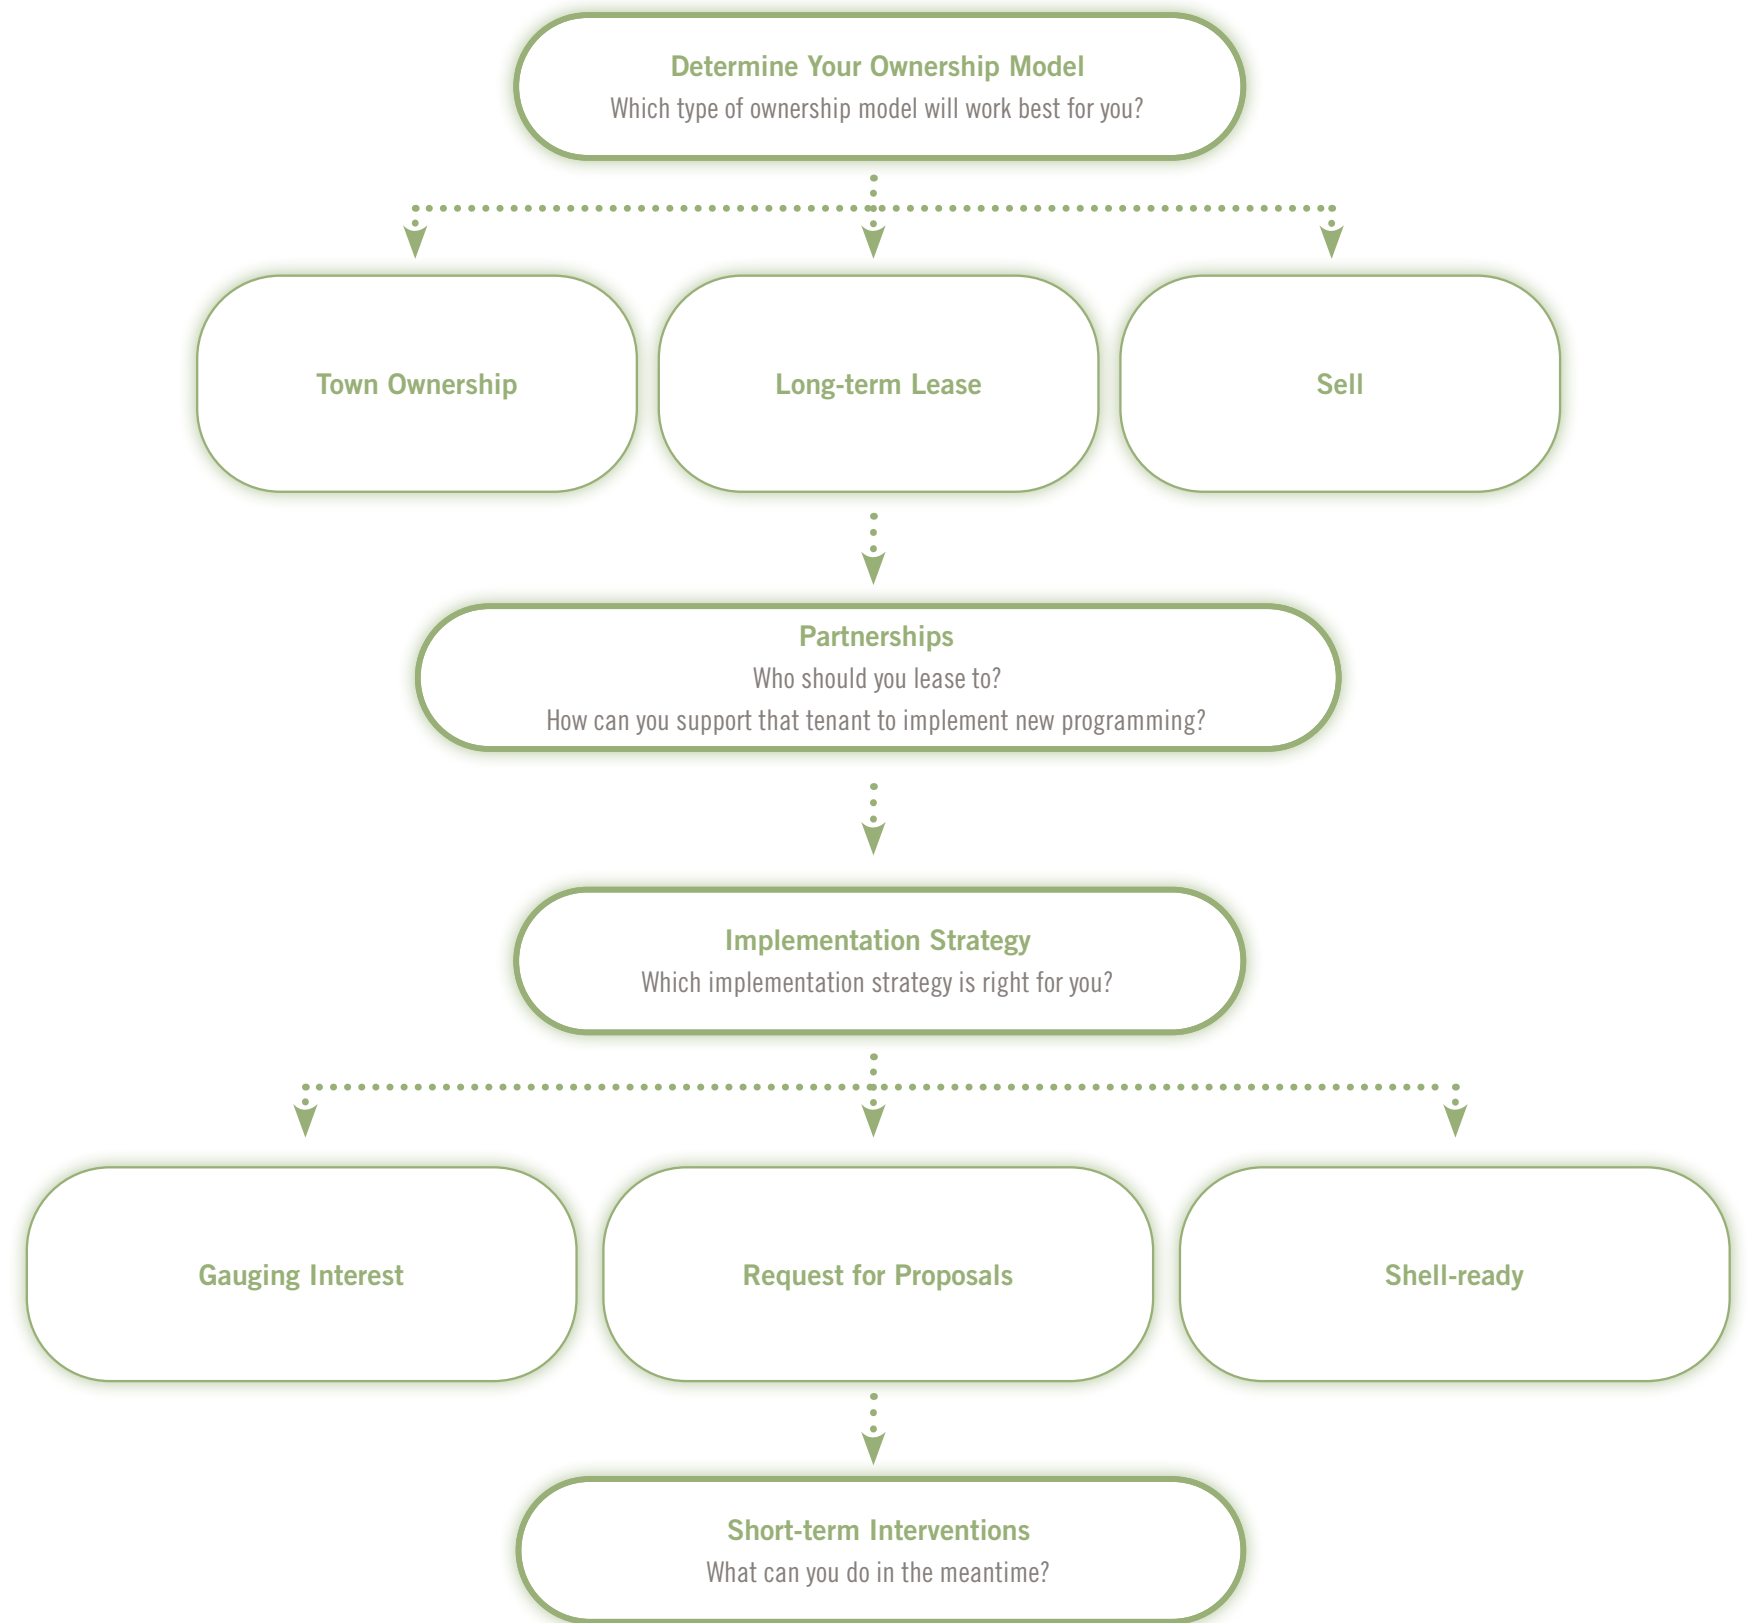 Determine Your Ownership Model
Which type of ownership model will work best for you?
Town Ownership
Long-term Lease
Sell
Partnerships
Who should you lease to?
How can you support that tenant to implement new programming?
Implementation Strategy
Which implementation strategy is right for you?
Gauging Interest
Request for Proposals
Shell-ready
Short-term Interventions
What can you do in the meantime?